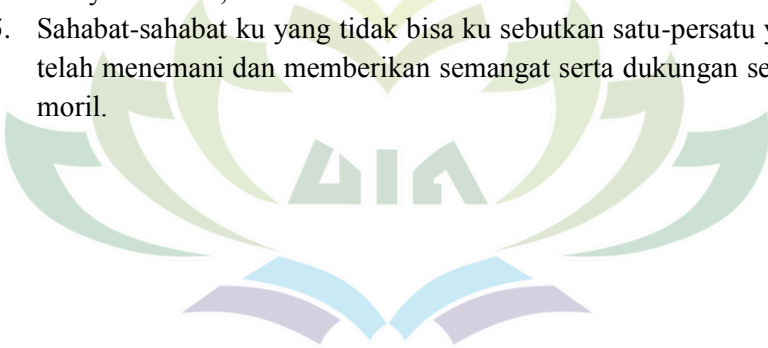 5. Sahabat-sahabat ku yang tidak bisa ku sebutkan satu-persatu
telah menemani dan memberikan semangat serta dukungan
moril.
UIN